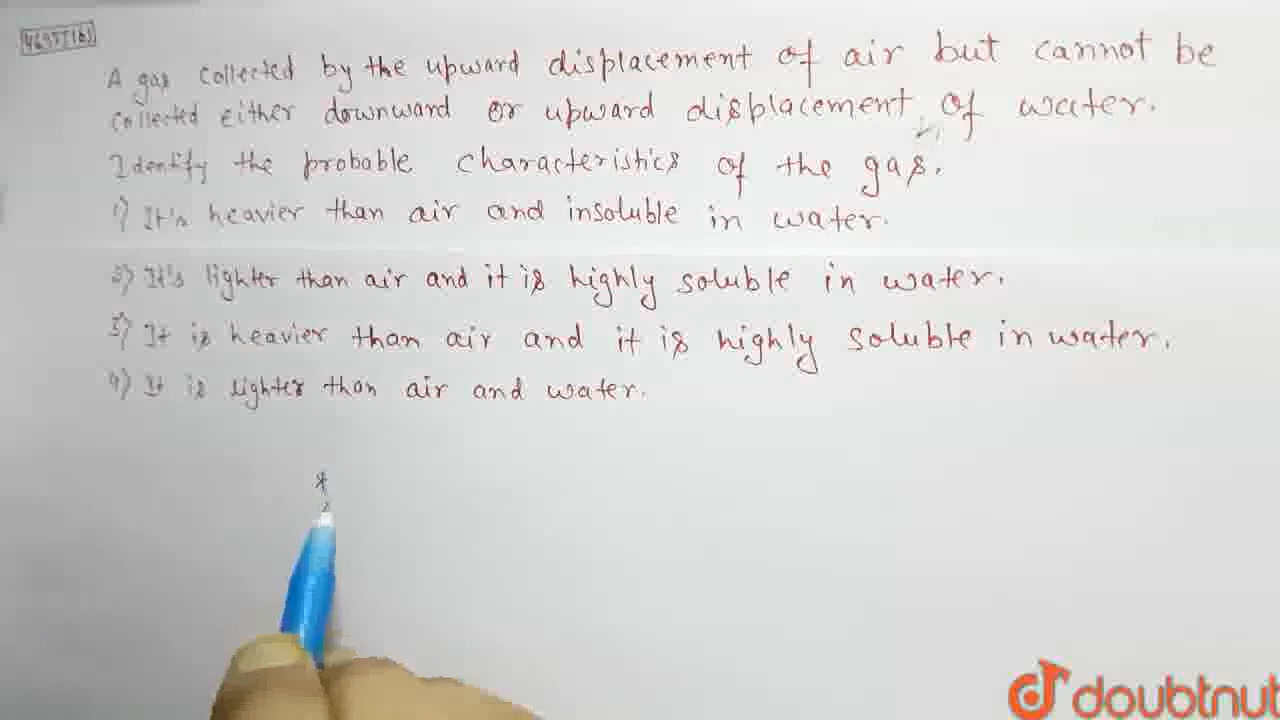 A gas collected by the upward displacement of air but cannot be
collected either downward or upward displacement of water.
Identify the probable characteristics of the gas.
1) It's heavier than air and insoluble in water.
It's lighter than air and it is highly soluble in water.
It is heavier than air and it is highly soluble in water.
4) It is lighter than air and water.
doubtnut